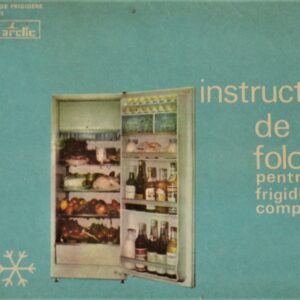 DE FRIGIDERE
arctic
instruct
de
folo
pentr
frigid
comp